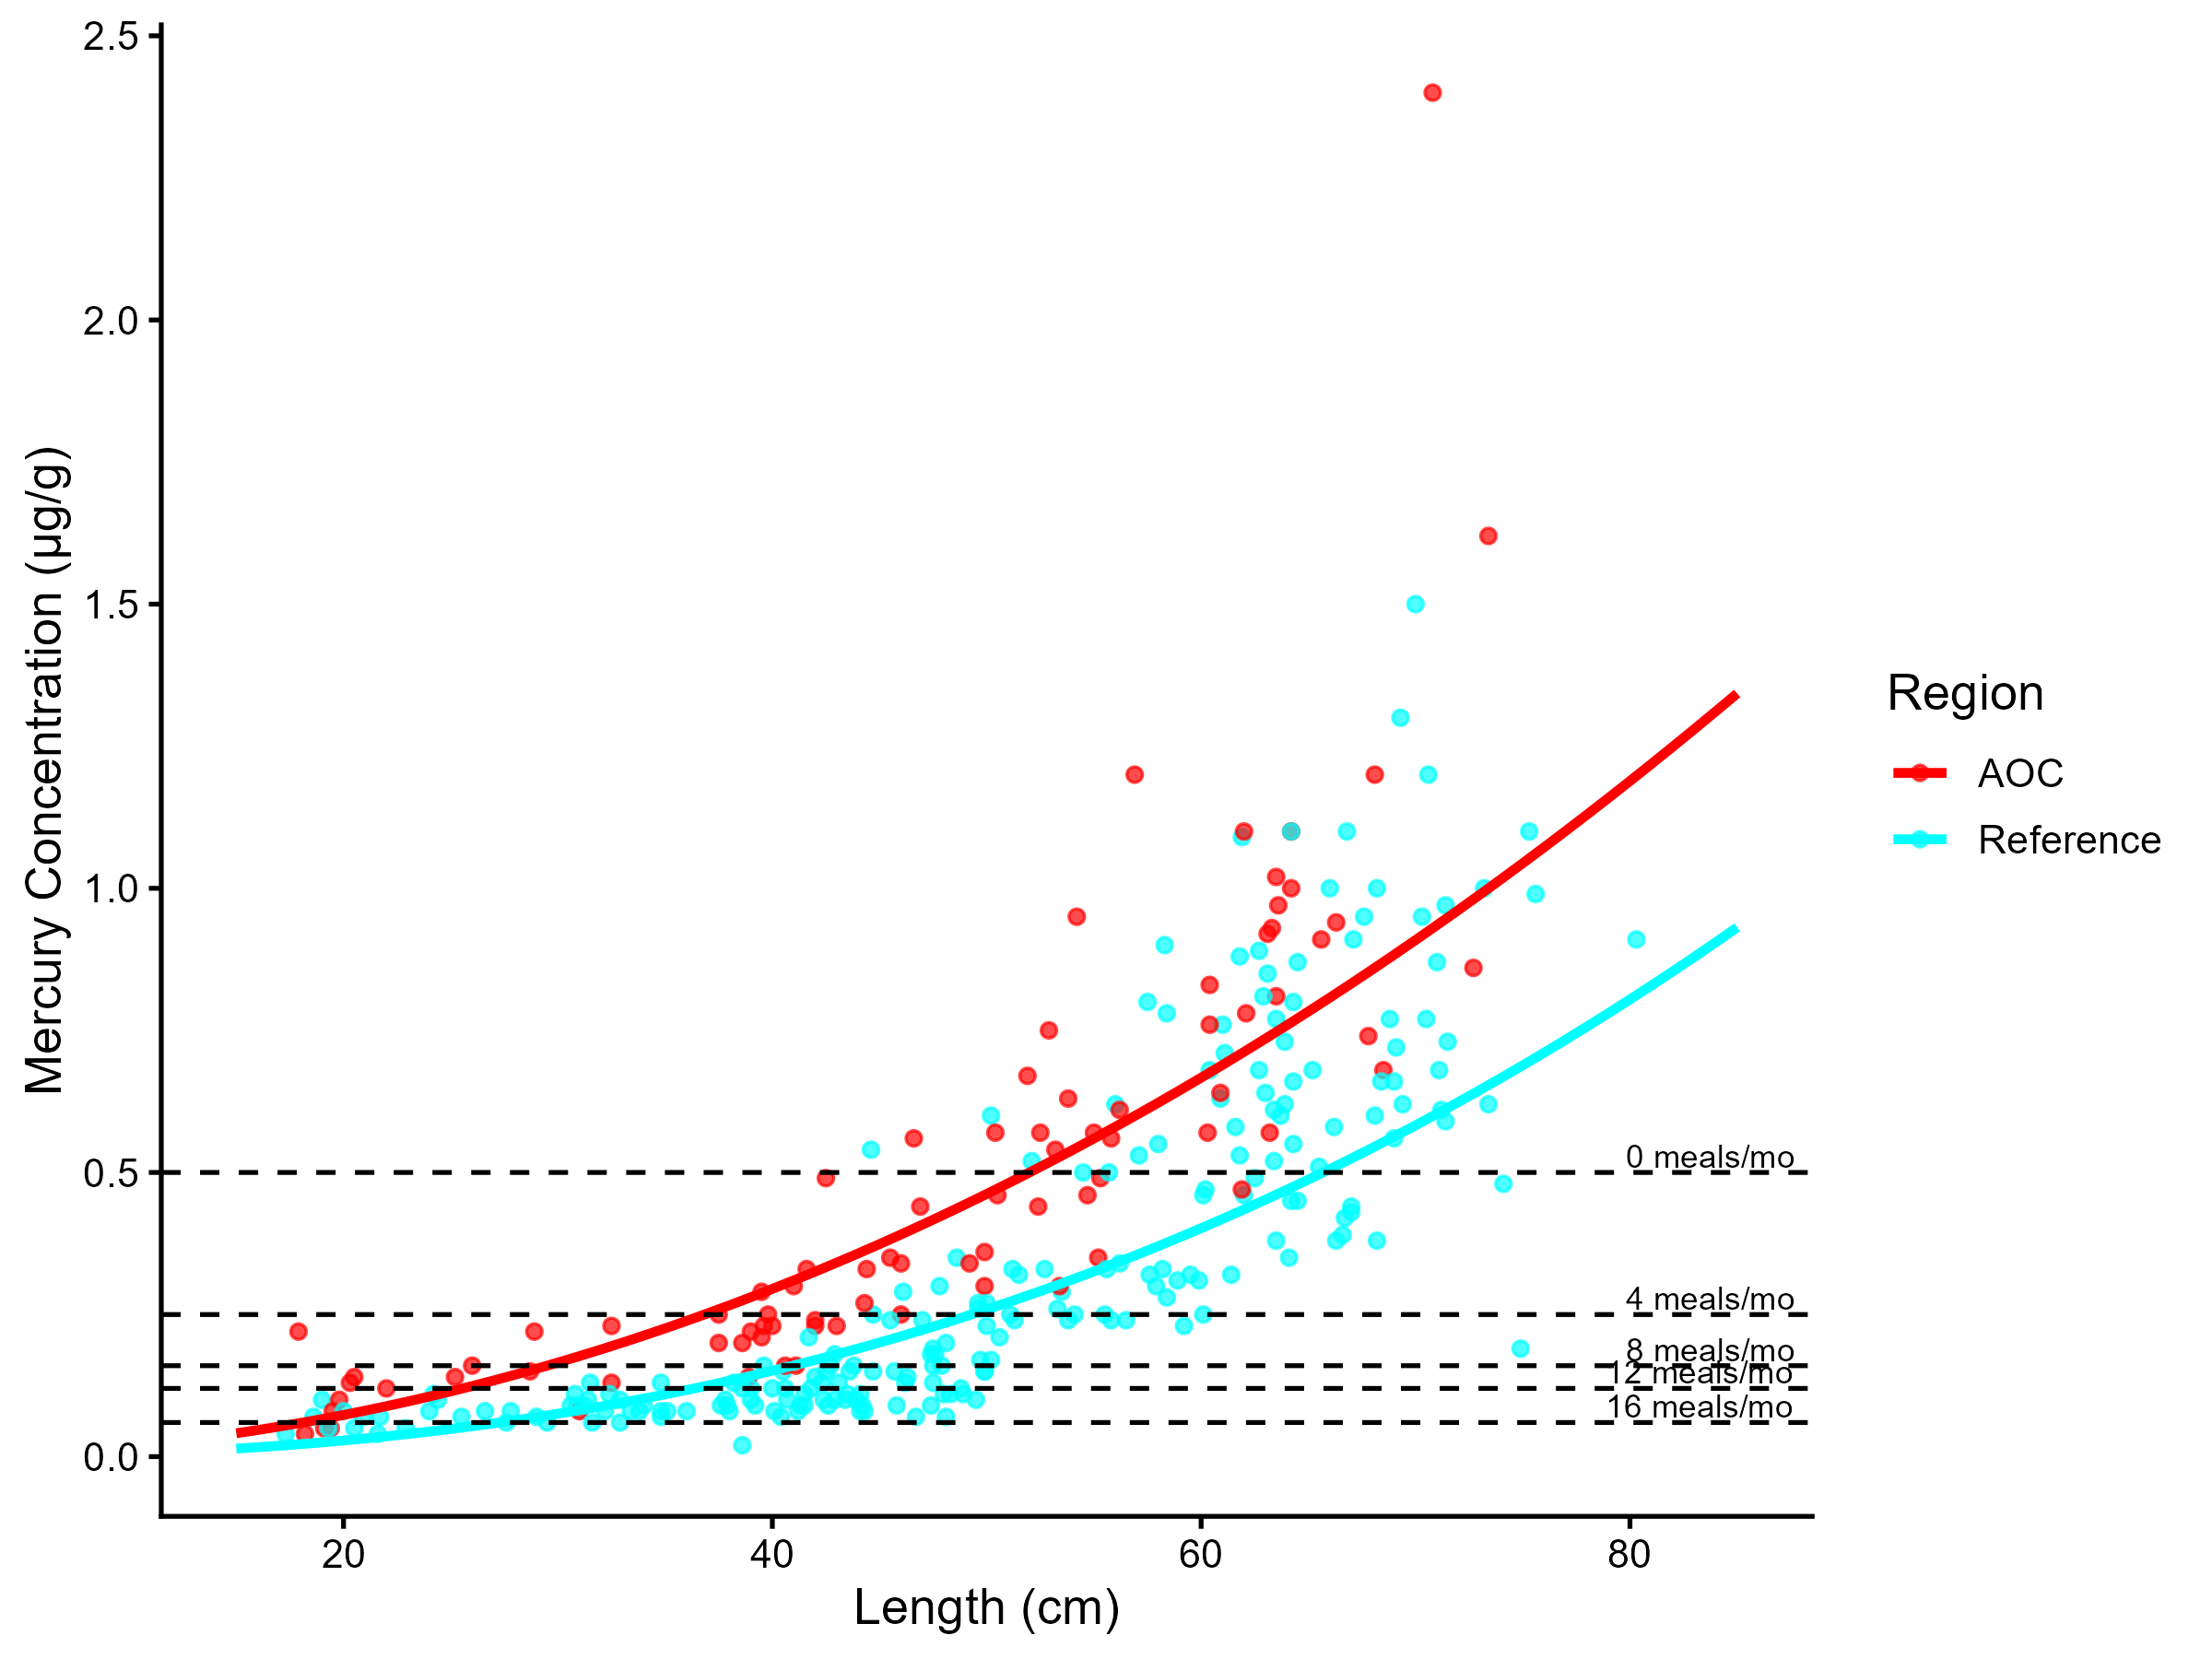 2.5
2.0
1.5
1.0
0.5
0.0
Mercury Concentration (µg/g)
0 meals/mo
4 meals/mo
8 meals/mo
12 meals/mo
16 meals/mo
20
40
60
80
Length (cm)
Region
AOC
Reference